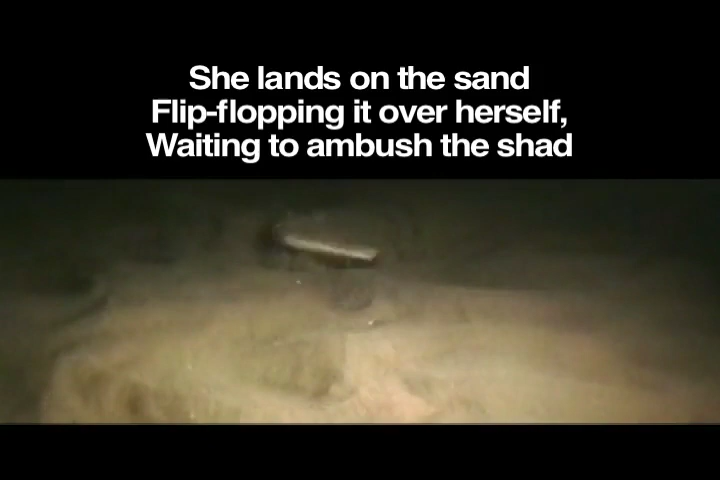 She lands on the sand
Flip-flopping it over herself,
Waiting to ambush the shad